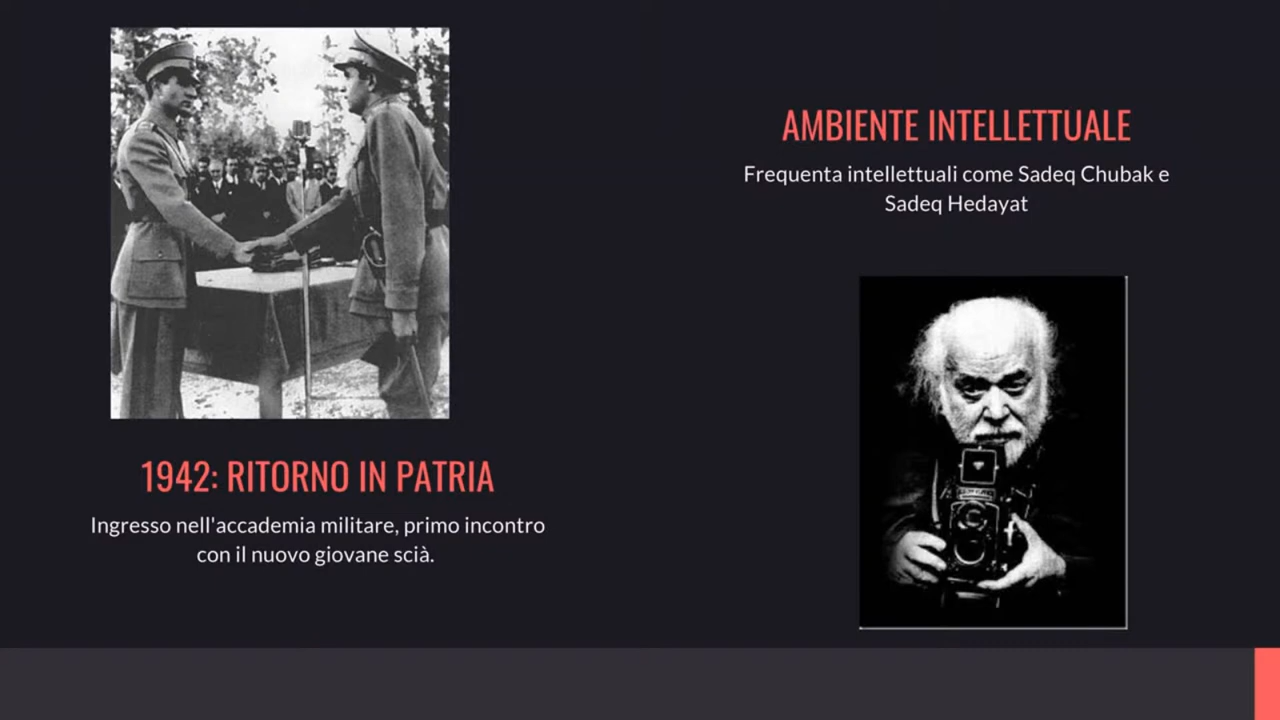 1942: RITORNO IN PATRIA
Ingresso nell'accademia militare, primo incontro
con il nuovo giovane scià.
AMBIENTE INTELLETTUALE
Frequenta intellettuali come Sadeq Chubak e
Sadeq Hedayat